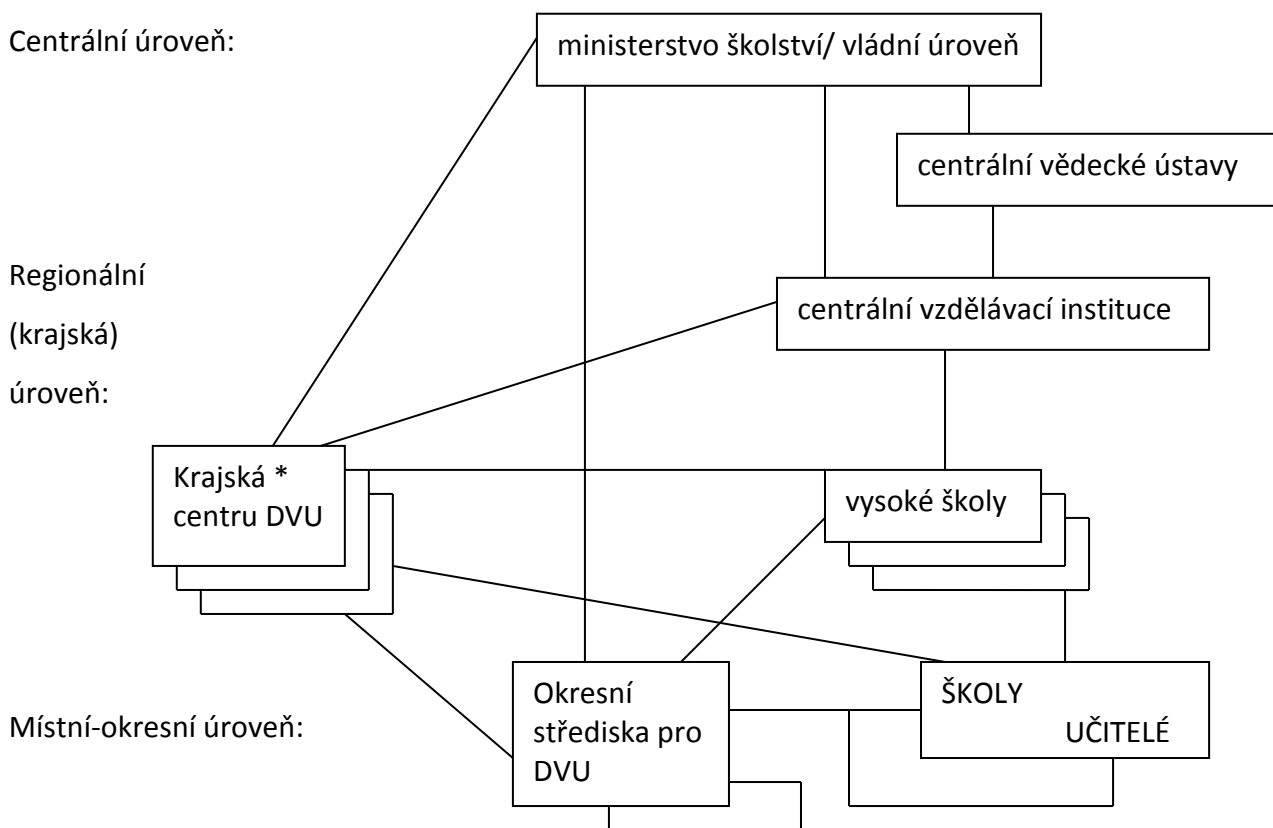 Centrální úroveň:
ministerstvo školství/ vládní úroveň
centrální vědecké ústavy
Regionální
(krajská)
úroveň:
centrální vzdělávací instituce
Krajská *
centru DVU
vysoké školy
Místní-okresní úroveň:
Okresní
střediska pro
DVU
ŠKOLY
UČITELÉ